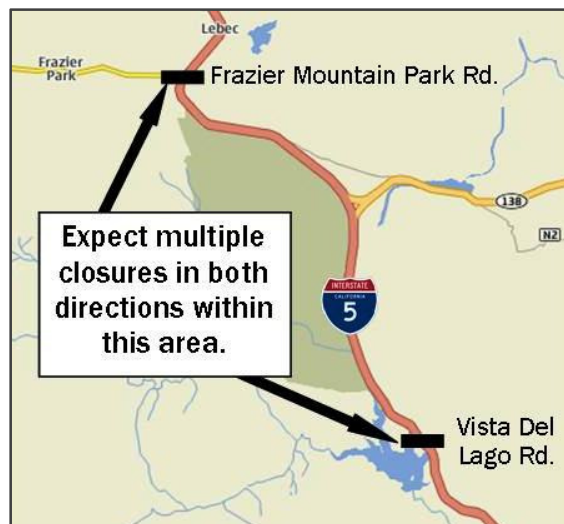 Lebec
Frazier
Park
Frazier Mountain Park Rd.
138
N2
Expect multiple
closures in both
directions within
this area.
INTERSTATE
CALIFORNIA
5
Vista Del
Lago Rd.